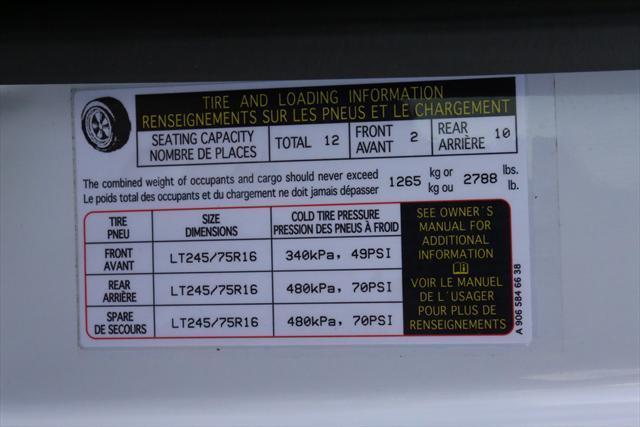 TIRE AND LOADING INFORMATION
RENSEIGNEMENTS SUR LES PNEUS ET LE CHARGEMENT
SEATING CAPACITY
NOMBRE DE PLACES
TOTAL 12
FRONT
AVANT 2
REAR
ARRIÈRE 10
The combined weight of occupants and cargo should never exceed
Le poids total des occupants et du chargement ne doit jamais dépasser
1265 kg or
kg ou
2788 lbs.
lb.
TIRE
PNEU
SIZE
DIMENSIONS
COLD TIRE PRESSURE
PRESSION DES PNEUS À FROID
FRONT
AVANT
LT245/75R16
340kPa, 49PSI
REAR
ARRIÈRE
LT245/75R16
480kPa, 70PSI
SPARE
DE SECOURS
LT245/75R16
480kPa, 70PSI
SEE OWNER'S
MANUAL FOR
ADDITIONAL
INFORMATION
VOIR LE MANUEL
DE L'USAGER
POUR PLUS DE
RENSEIGNEMENTS
A 906 584 66 38